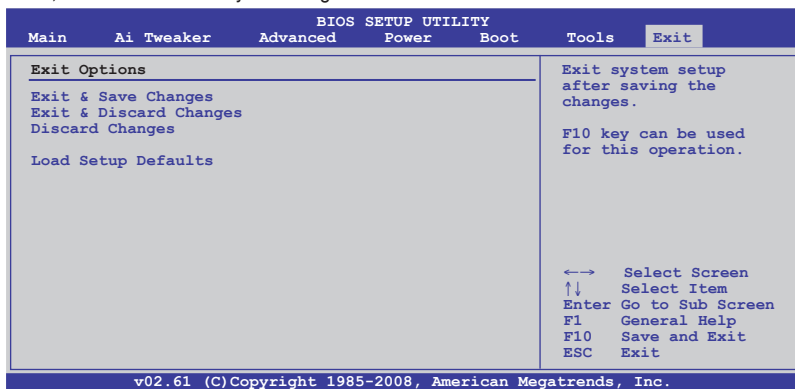 BIOS SETUP UTILITY
Main Ai Tweaker Advanced Power Boot Tools Exit
Exit Options
Exit & Save Changes
Exit & Discard Changes
Discard Changes
Load Setup Defaults
Exit system setup
after saving the
changes.
F10 key can be used
for this operation.
←→ Select Screen
↑↓ Select Item
Enter Go to Sub Screen
F1 General Help
F10 Save and Exit
ESC Exit
v02.61 (C)Copyright 1985-2008, American Megatrends, Inc.